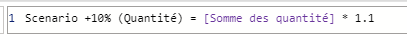 1 Scenario +10% (Quantité) = [Somme des quantité] * 1.1